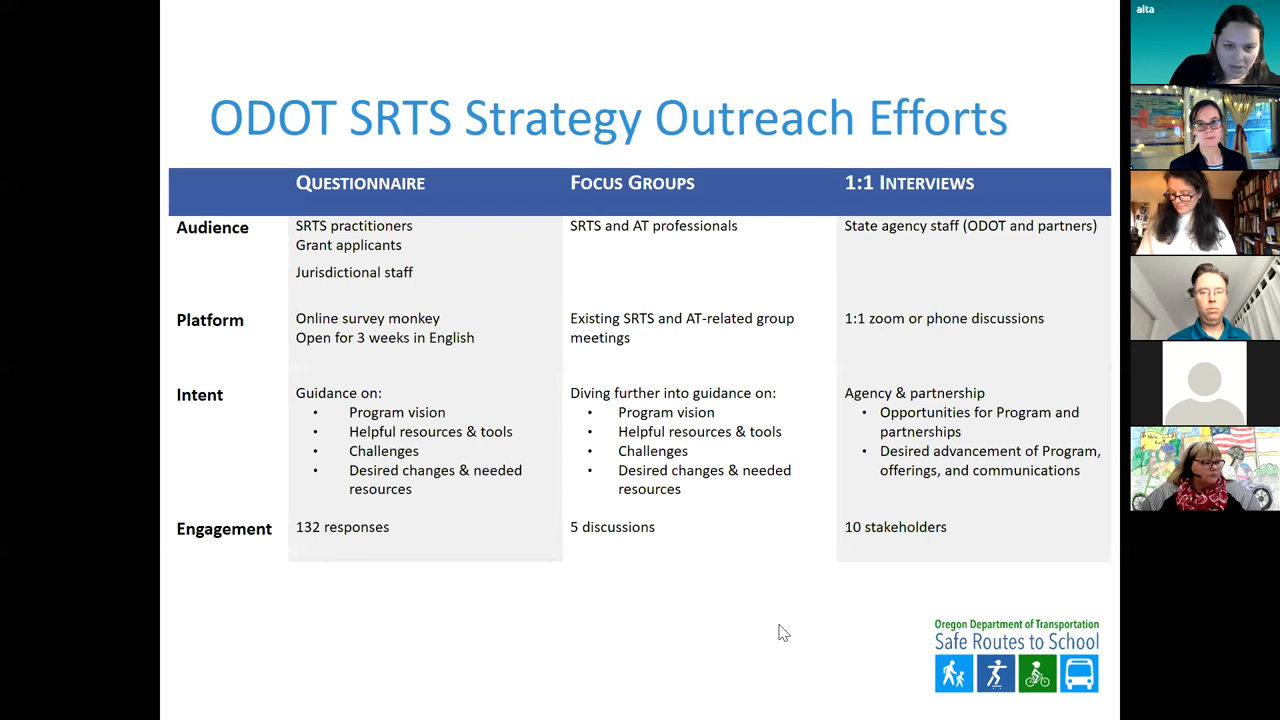 ODOT SRTS Strategy Outreach Efforts
QUESTIONNAIRE
FOCUS GROUPS
1:1 INTERVIEWS
Audience
SRTS practitioners
Grant applicants
Jurisdictional staff
SRTS and AT professionals
State agency staff (ODOT and partners)
Platform
Online survey monkey
Open for 3 weeks in English
Existing SRTS and AT-related group
meetings
1:1 zoom or phone discussions
Intent
Guidance on:
• Program vision
• Helpful resources & tools
• Challenges
• Desired changes & needed
resources
Diving further into guidance on:
• Program vision
• Helpful resources & tools
• Challenges
• Desired changes & needed
resources
Agency & partnership
• Opportunities for Program and
partnerships
• Desired advancement of Program,
offerings, and communications
Engagement
132 responses
5 discussions
10 stakeholders
Oregon Department of Transportation
Safe Routes to School
alta